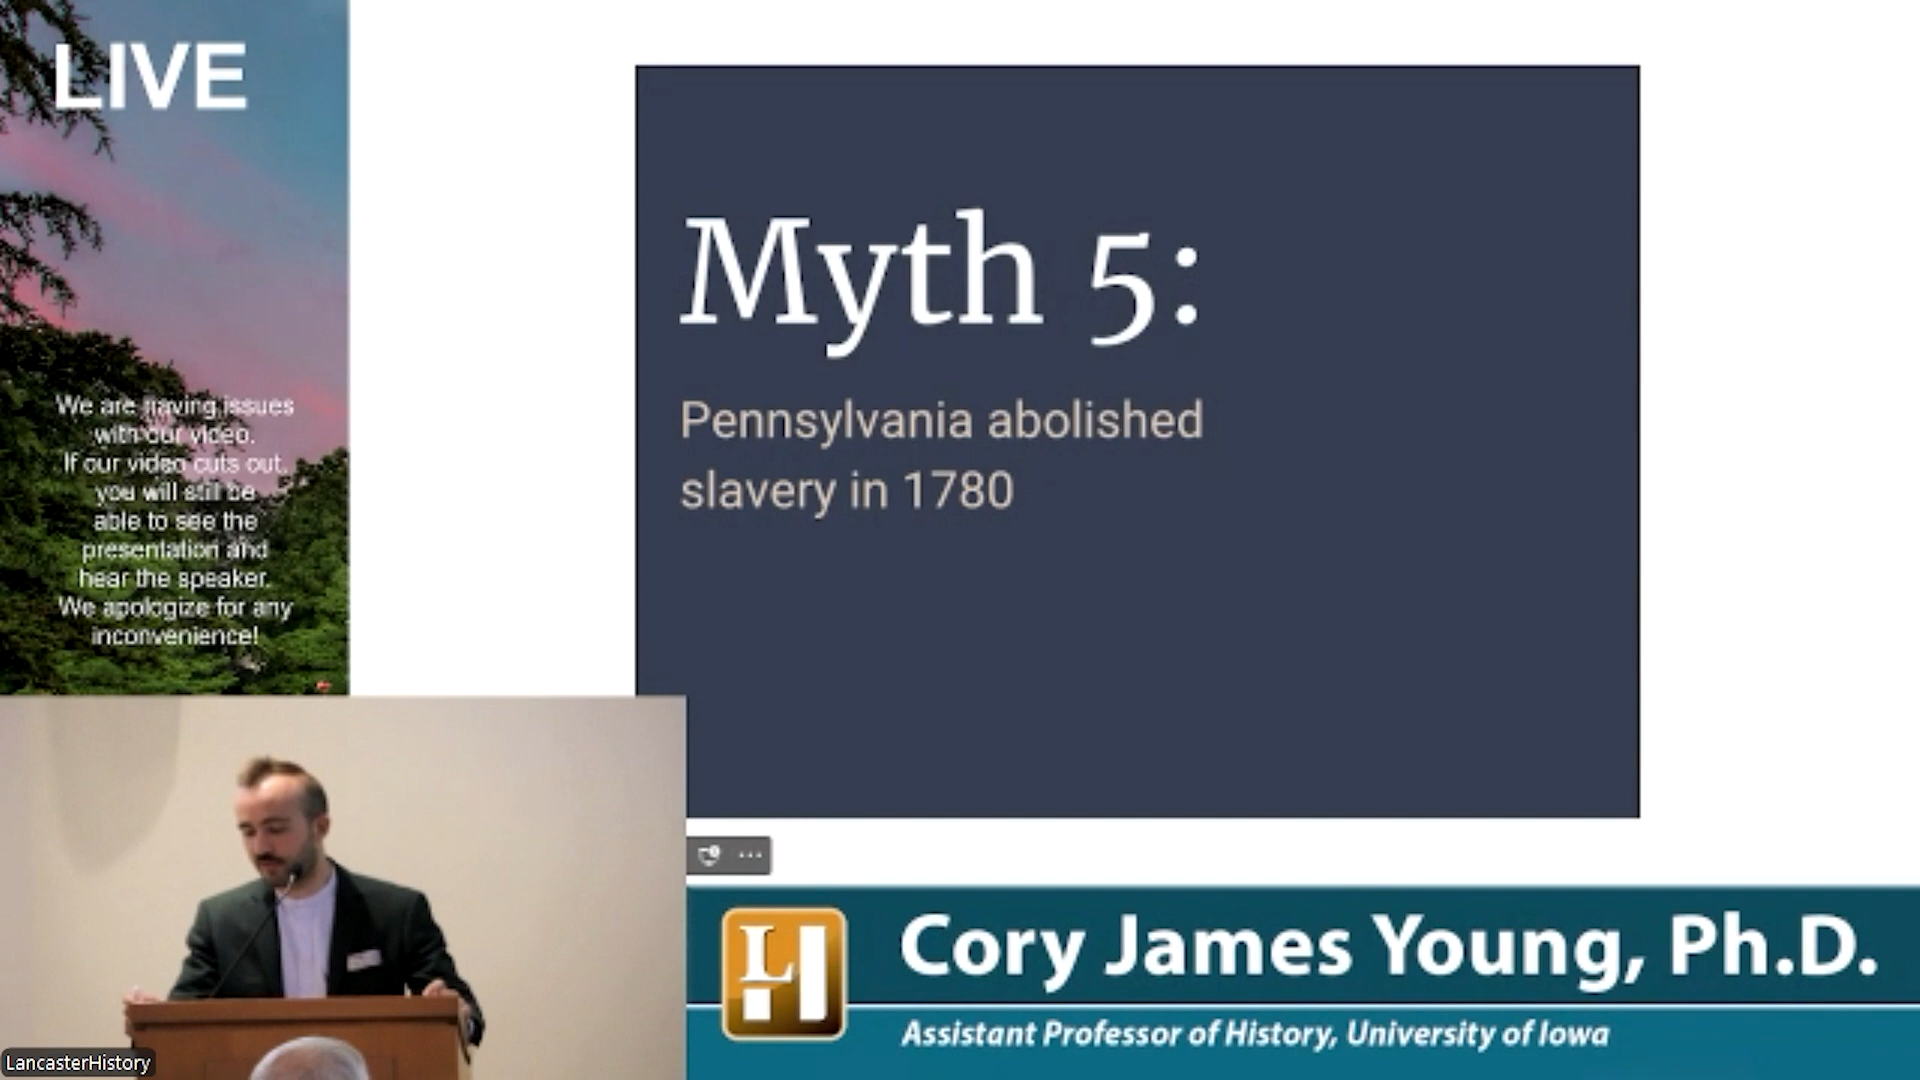 LIVE
We are having issues
with our video.
If our video cuts out,
you will still be
able to see the
presentation and
hear the speaker.
We apologize for any
inconvenience!
Myth 5:
Pennsylvania abolished
slavery in 1780
LH
Cory James Young, Ph.D.
Assistant Professor of History, University of Iowa
LancasterHistory